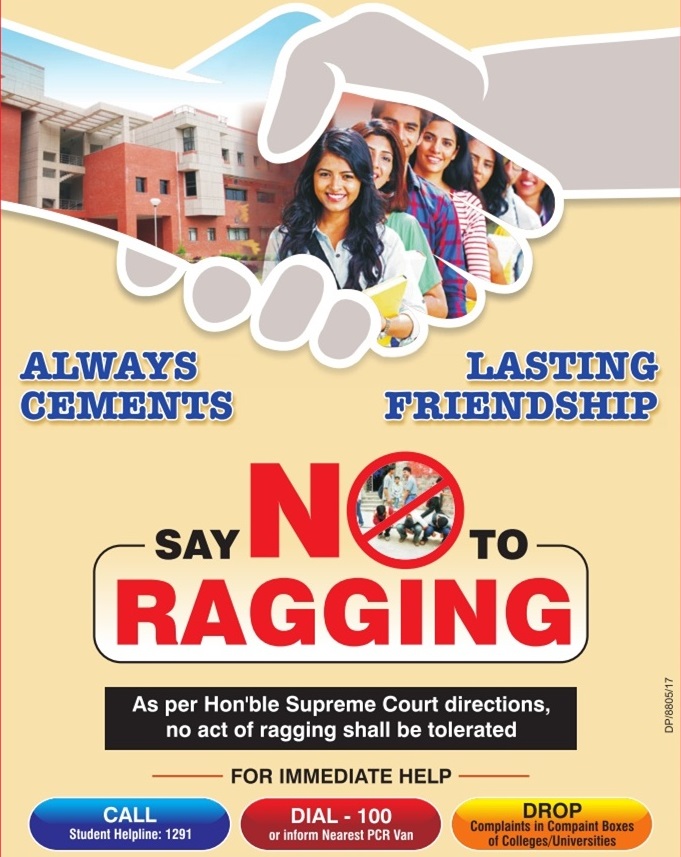 ALWAYS
CEMENTS
LASTING
FRIENDSHIP
SAY NO TO
RAGGING
As per Hon'ble Supreme Court directions,
no act of ragging shall be tolerated
DP/8805/17
FOR IMMEDIATE HELP
CALL
Student Helpline: 1291
DIAL - 100
or inform Nearest PCR Van
DROP
Complaints in Compaint Boxes
of Colleges/Universities